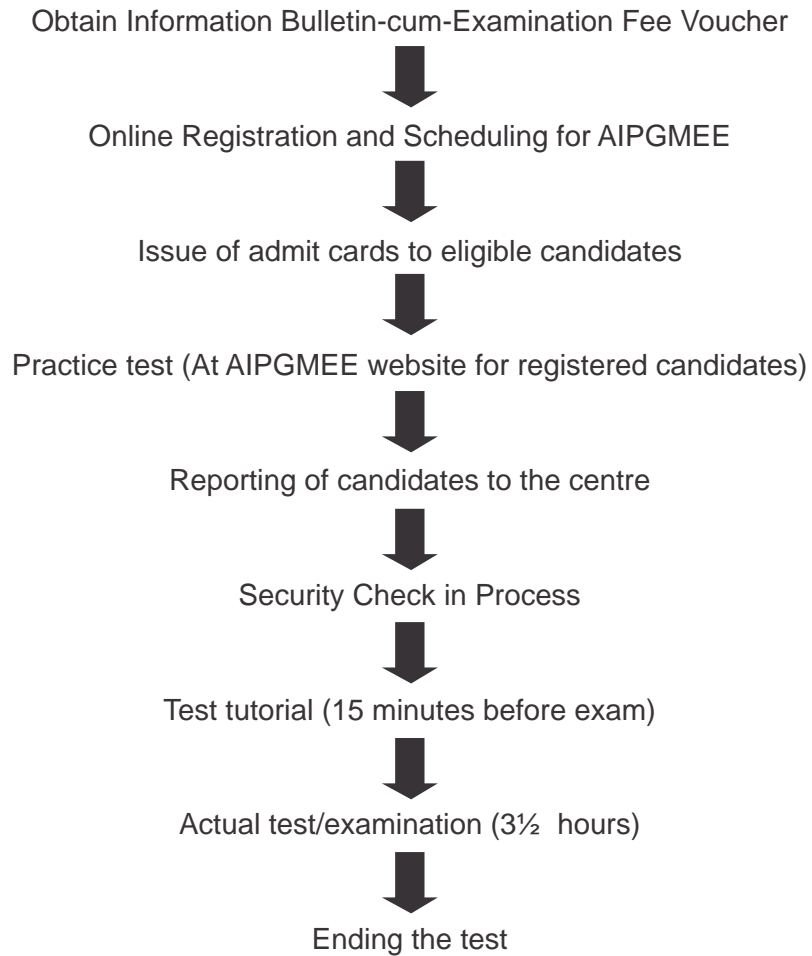 Obtain Information Bulletin-cum-Examination Fee Voucher
Online Registration and Scheduling for AIPGMEE
Issue of admit cards to eligible candidates
Practice test (At AIPGMEE website for registered candidates)
Reporting of candidates to the centre
Security Check in Process
Test tutorial (15 minutes before exam)
Actual test/examination (3½ hours)
Ending the test